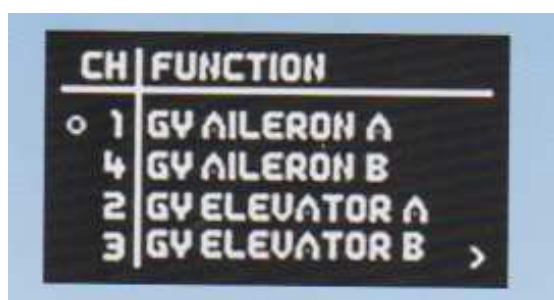 CH FUNCTION
1 GY AILERON A
4 GY AILERON B
2 GY ELEVATOR A
3 GY ELEVATOR B >